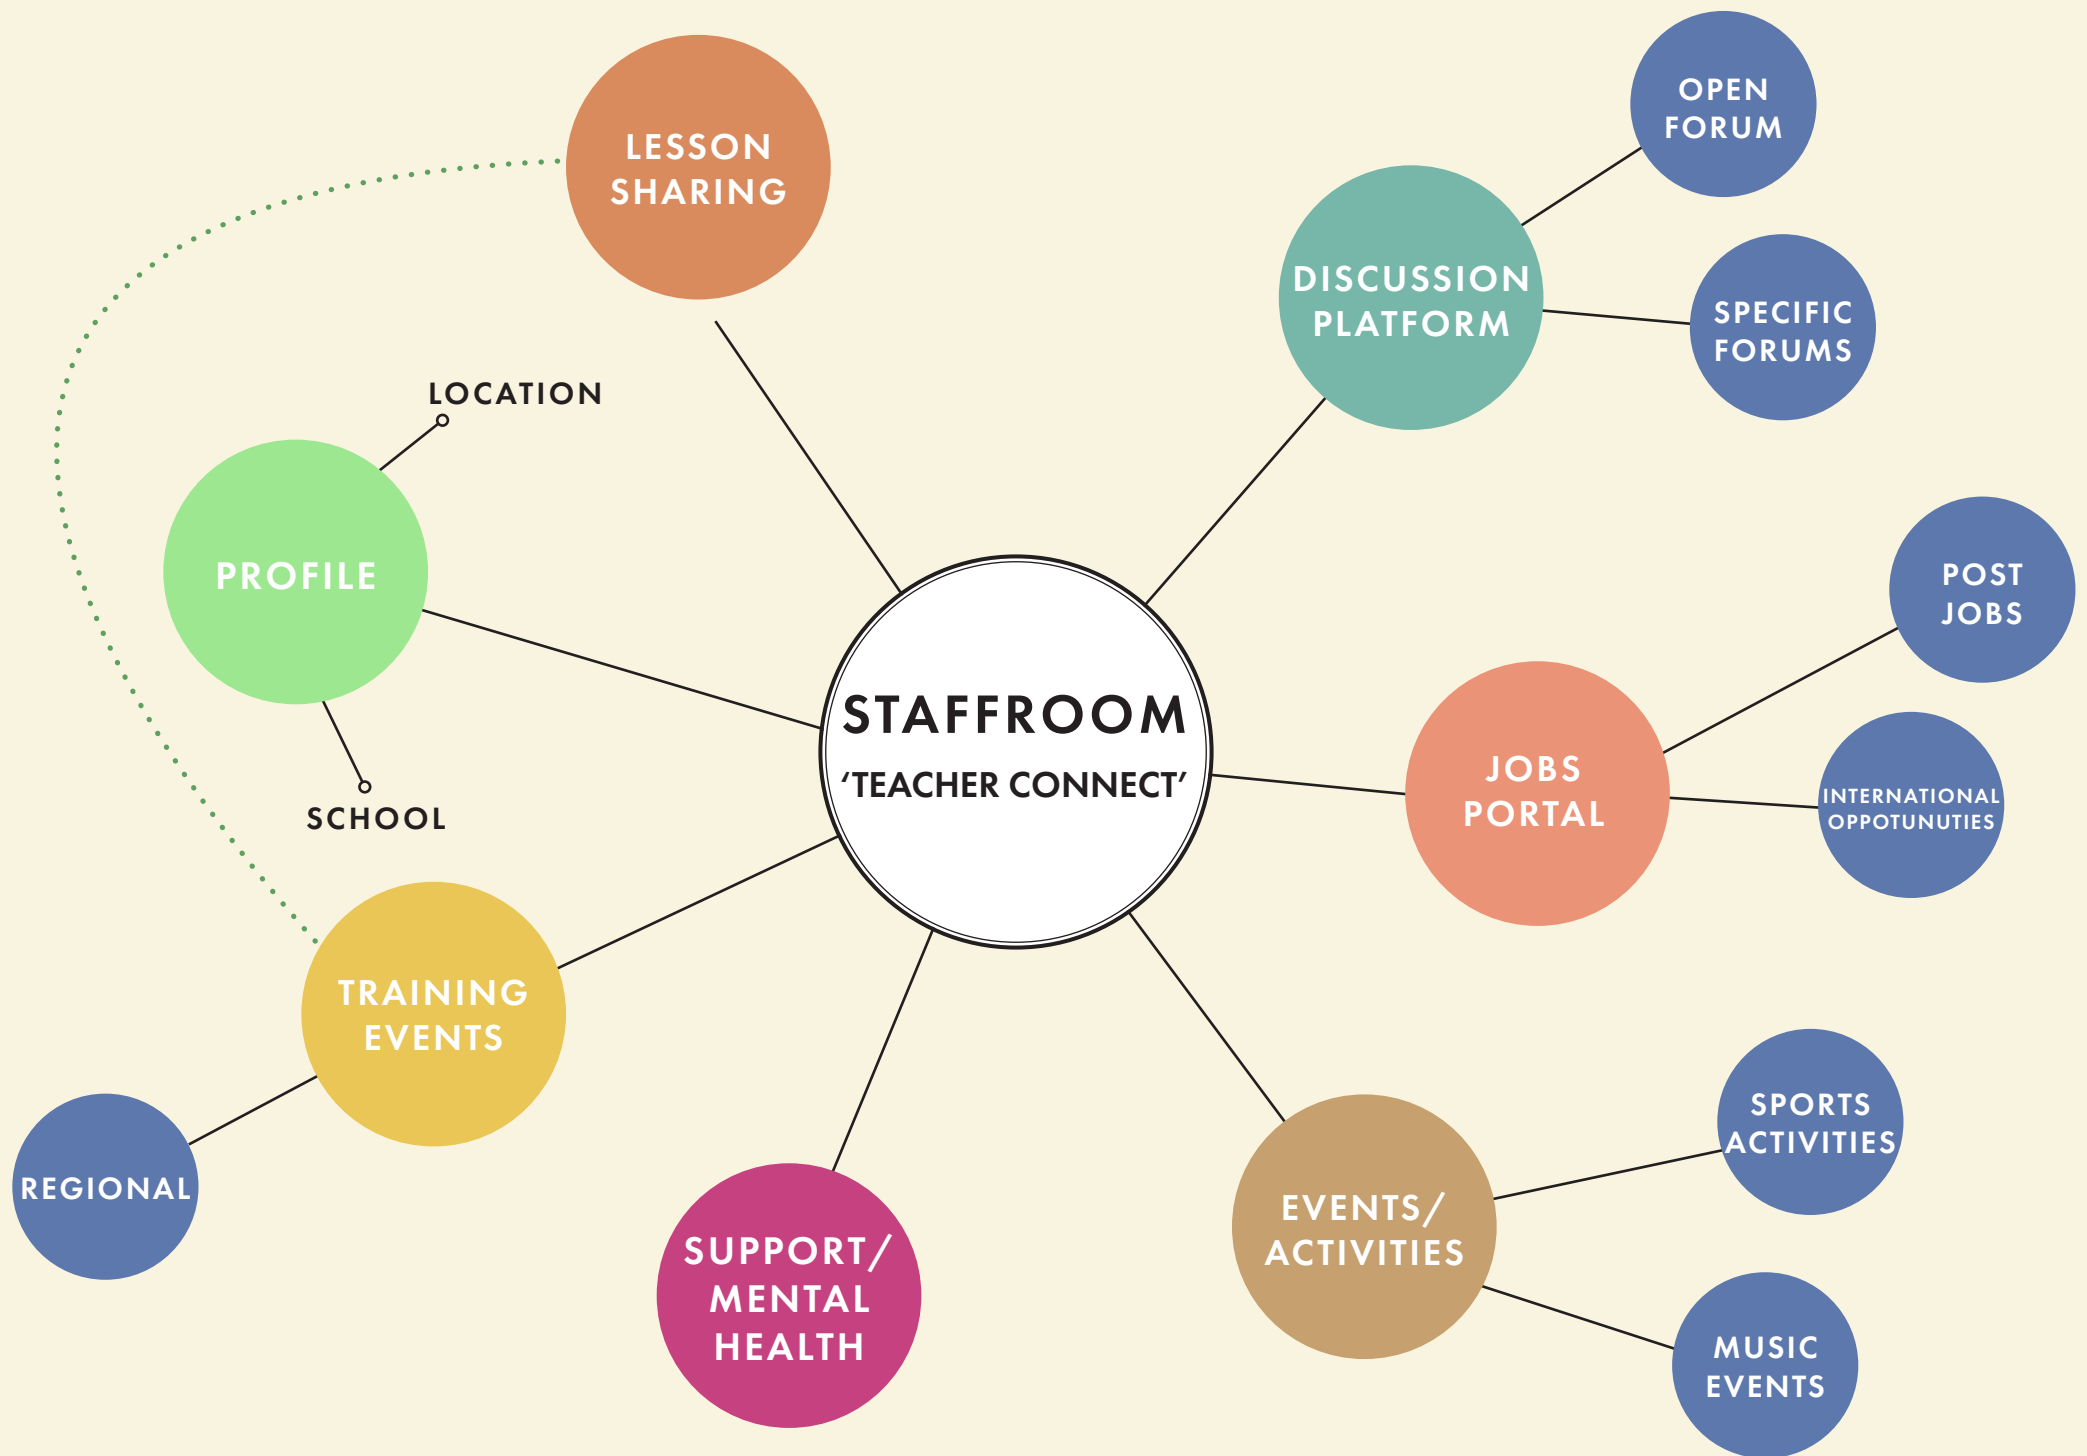 LESSON
SHARING
OPEN
FORUM
DISCUSSION
PLATFORM
SPECIFIC
FORUMS
LOCATION
PROFILE
SCHOOL
STAFFROOM
‘TEACHER CONNECT’
POST
JOBS
JOBS
PORTAL
INTERNATIONAL
OPPOTUNUTIES
TRAINING
EVENTS
REGIONAL
SUPPORT/
MENTAL
HEALTH
EVENTS/
ACTIVITIES
SPORTS
ACTIVITIES
MUSIC
EVENTS